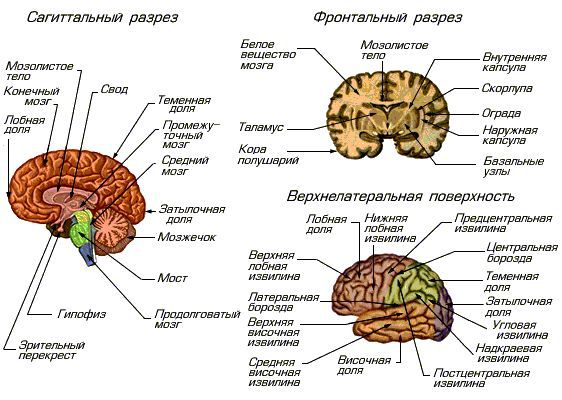 Сагиттальный разрез
Мозолистое
тело
Конечный
мозг
Свод
Лобная
доля
Теменная
доля
Промежу-
точный
мозг
Средний
мозг
Затылочная
доля
Мозжечок
Мост
Гипофиз
Продолговатый
мозг
Зрительный
перекрест
Фронтальный разрез
Белое
вещество
мозга
Мозолистое
тело
Внутренняя
капсула
Скорлупа
Ограда
Таламус
Наружная
капсула
Кора
полушарий
Базальные
узлы
Верхнелатеральная поверхность
Лобная
доля
Нижняя
лобная
извилина
Предцентральная
извилина
Центральная
борозда
Верхняя
лобная
извилина
Теменная
доля
Латеральная
борозда
Затылочная
доля
Верхняя
височная
извилина
Угловая
извилина
Надкраевая
извилина
Средняя
височная
извилина
Височная
доля
Постцентральная
извилина